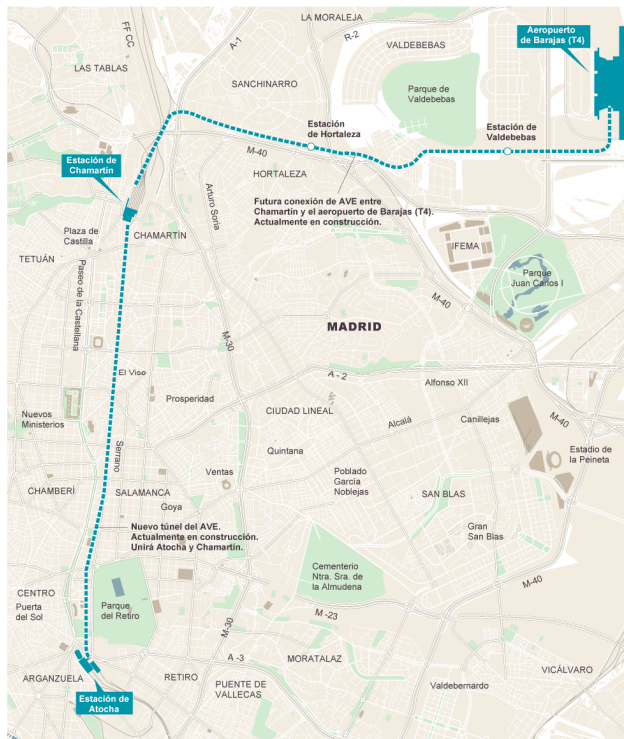 LA MORALEJA
FF CC
A-1
R-2
VALDEBEBAS
Aeropuerto
de Barajas (T4)
LAS TABLAS
SANCHINARRO
Parque de
Valdebebas
Estación
de Hortaleza
Estación de
Valdebebas
Estación de
Chamartín
M-40
HORTALEZA
Arturo Soria
Futura conexión de AVE entre
Chamartín y el aeropuerto de Barajas (T4).
Actualmente en construcción.
Plaza de
Castilla
CHAMARTÍN
TETUÁN
IFEMA
Parque
Juan Carlos I
Paseo de la Castellana
M-40
MADRID
M-30
El Viso
A - 2
Alfonso XII
Prosperidad
CIUDAD LINEAL
Nuevos
Ministerios
Alcalá
Canillejas
M-40
Serrano
Quintana
Estadio de
la Peineta
Ventas
Poblado
García
Noblejas
CHAMBERÍ
SALAMANCA
SAN BLAS
Goya
Nuevo túnel del AVE.
Actualmente en construcción.
Unirá Atocha y Chamartín.
Gran
San Blas
Cementerio
Ntra. Sra. de
la Almudena
M-40
CENTRO
Puerta
del Sol
Parque
del Retiro
M -23
M-30
A -3
MORATALAZ
VICÁLVARO
ARGANZUELA
RETIRO
PUENTE DE
VALLECAS
Valdebernardo
Estación de
Atocha